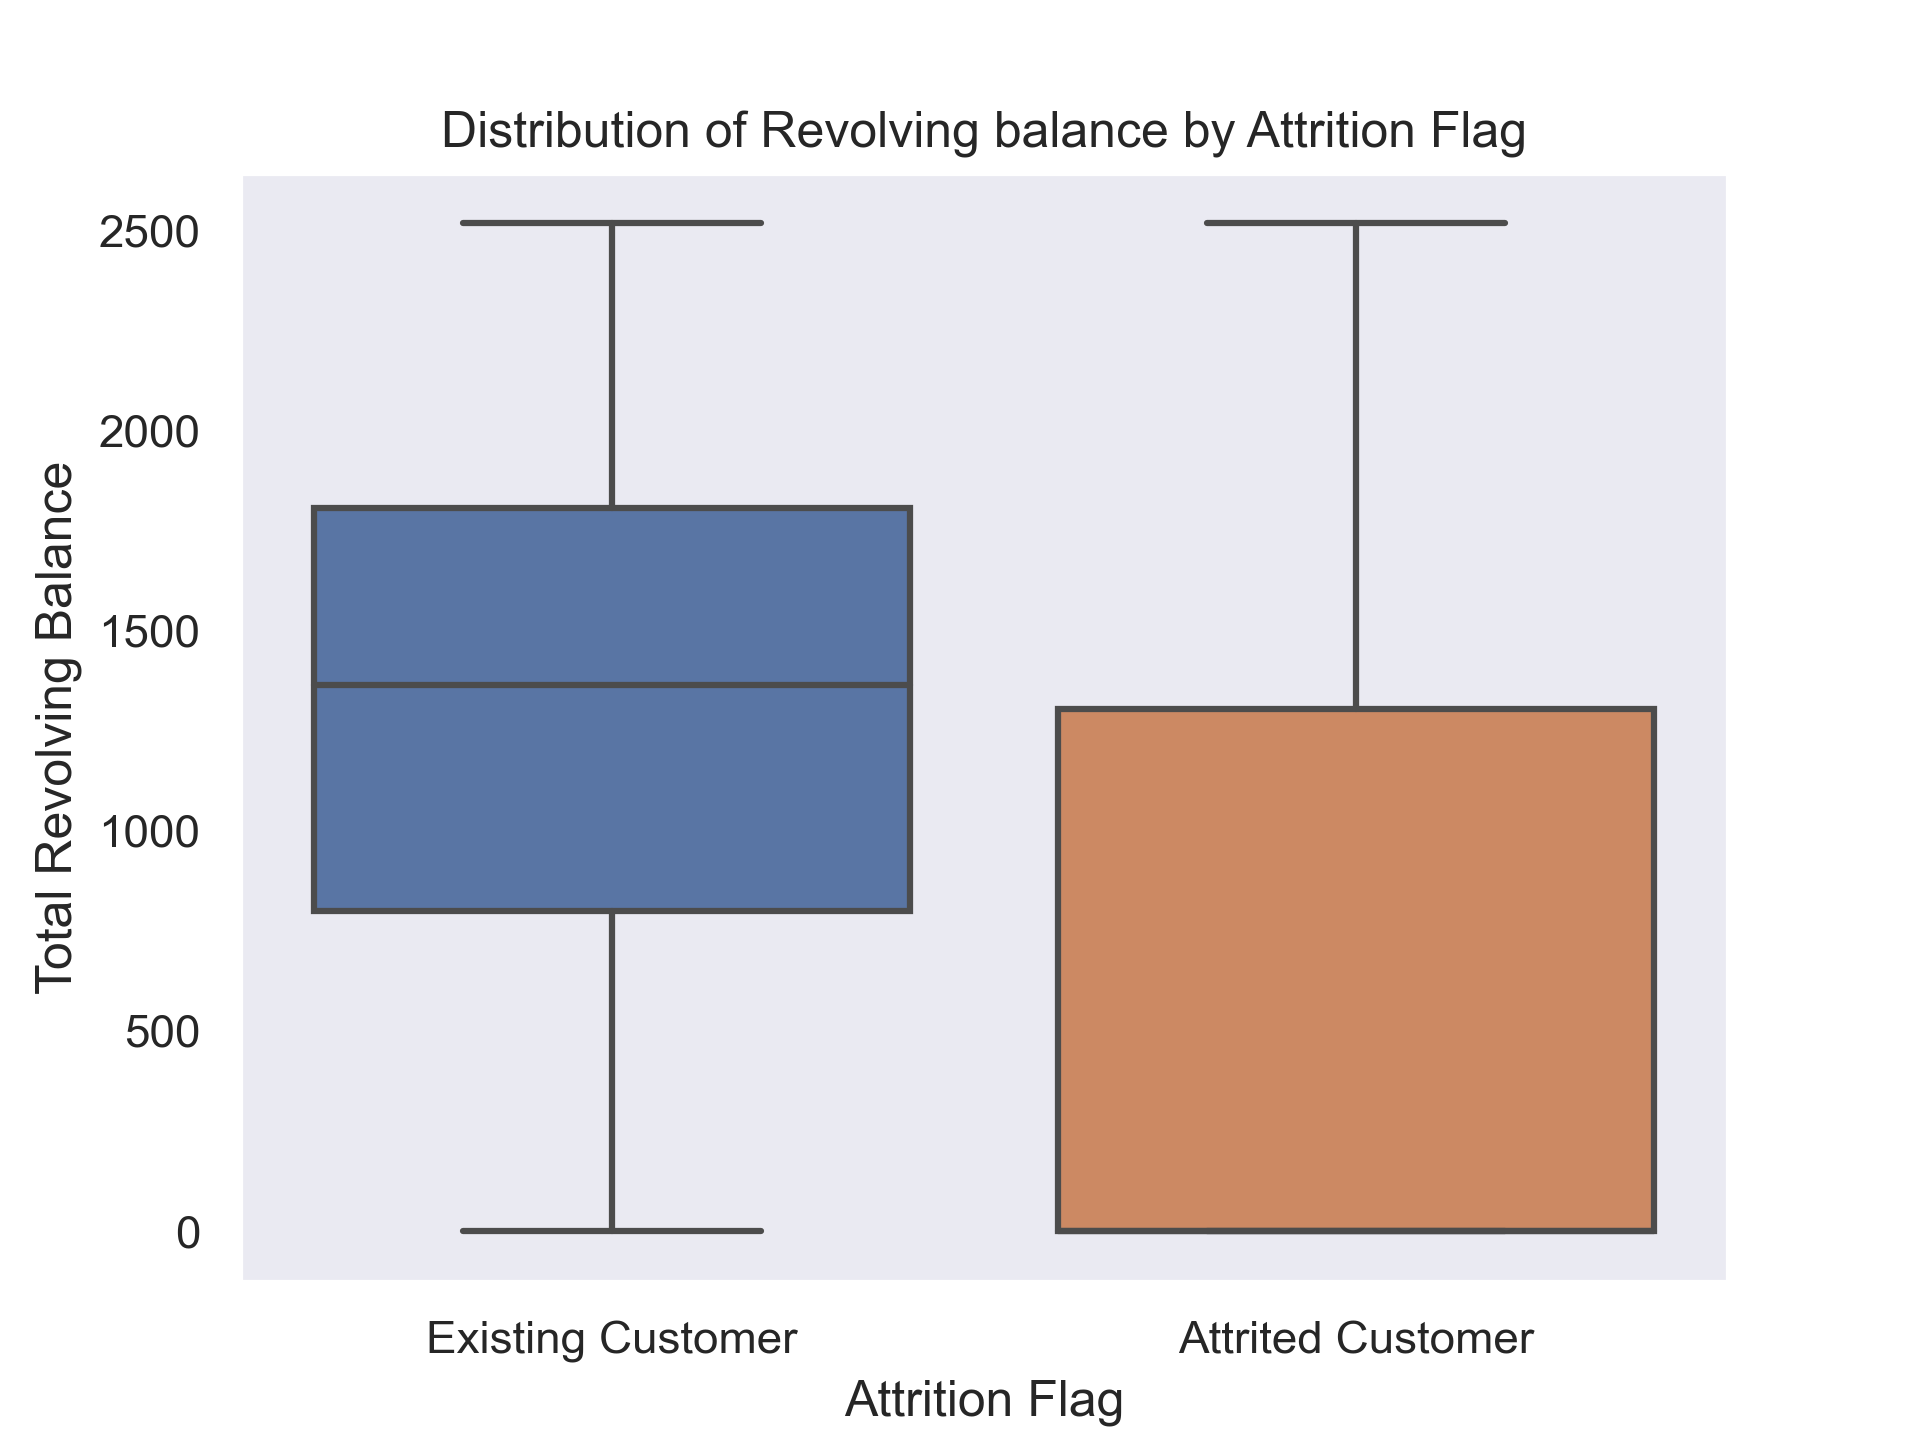 Distribution of Revolving balance by Attrition Flag
Total Revolving Balance
2500
2000
1500
1000
500
0
Existing Customer
Attrited Customer
Attrition Flag